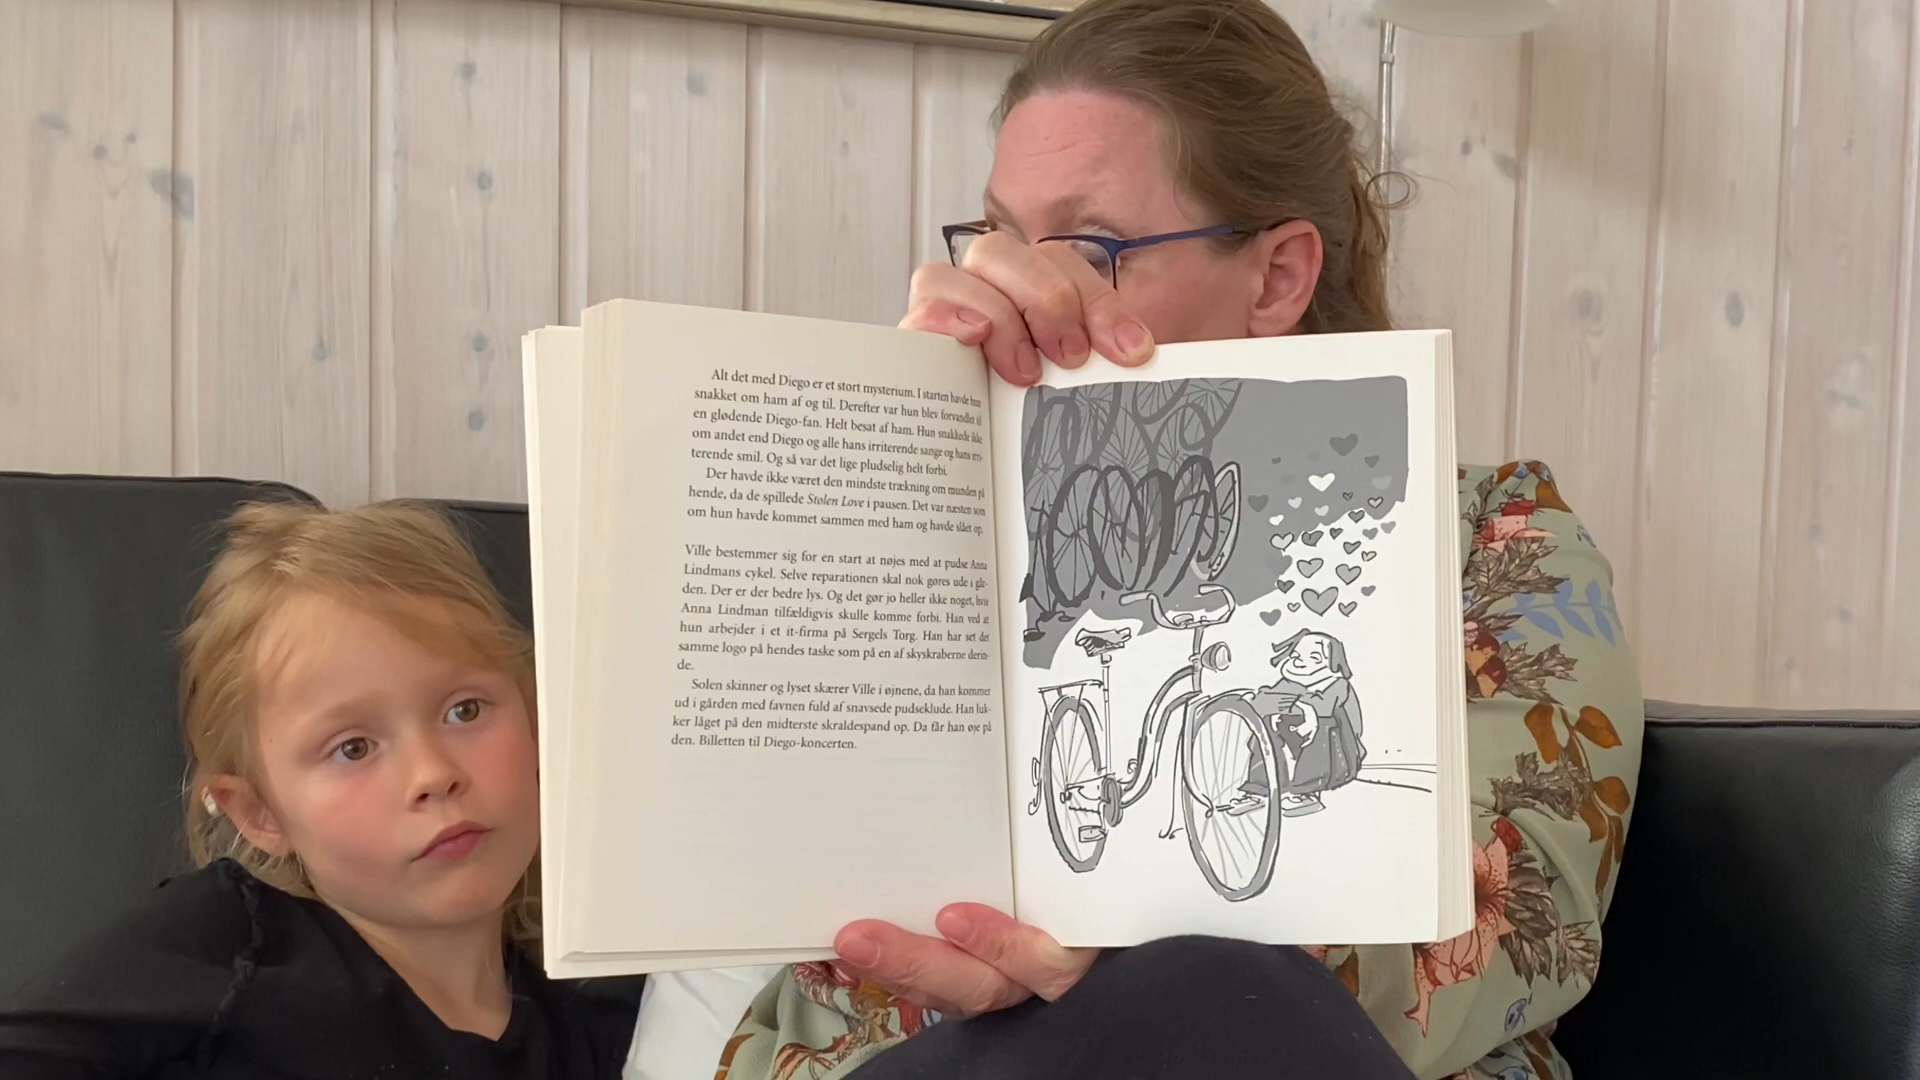 Alt det med Diego er et stort mysterium. I starten havde hun
snakket om ham af og til. Derefter var hun blev forvandlet til
en glødende Diego-fan. Helt besat af ham. Hun snakkede ikke
om andet end Diego og alle hans irriterende sange og hans irri-
terende smil. Og så var det lige pludselig helt forbi.
Der havde ikke været den mindste trækning om munden på
hende, da de spillede Stolen Love i pausen. Det var næsten som
om hun havde kommet sammen med ham og havde slået op.
Ville bestemmer sig for en start at nøjes med at pudse Anna
Lindmans cykel. Selve reparationen skal nok gøres ude i går-
den. Der er der bedre lys. Og det gør jo heller ikke noget, hvis
Anna Lindman tilfældigvis skulle komme forbi. Han ved at
hun arbejder i et it-firma på Sergels Torg. Han har set det
samme logo på hendes taske som på en af skyskraberne derin-
de.
Solen skinner og lyset skærer Ville i øjnene, da han kommer
ud i gården med favnen fuld af snavsede pudseklude. Han luk-
ker låget på den midterste skraldespand op. Da får han øje på
den. Billetten til Diego-koncerten.